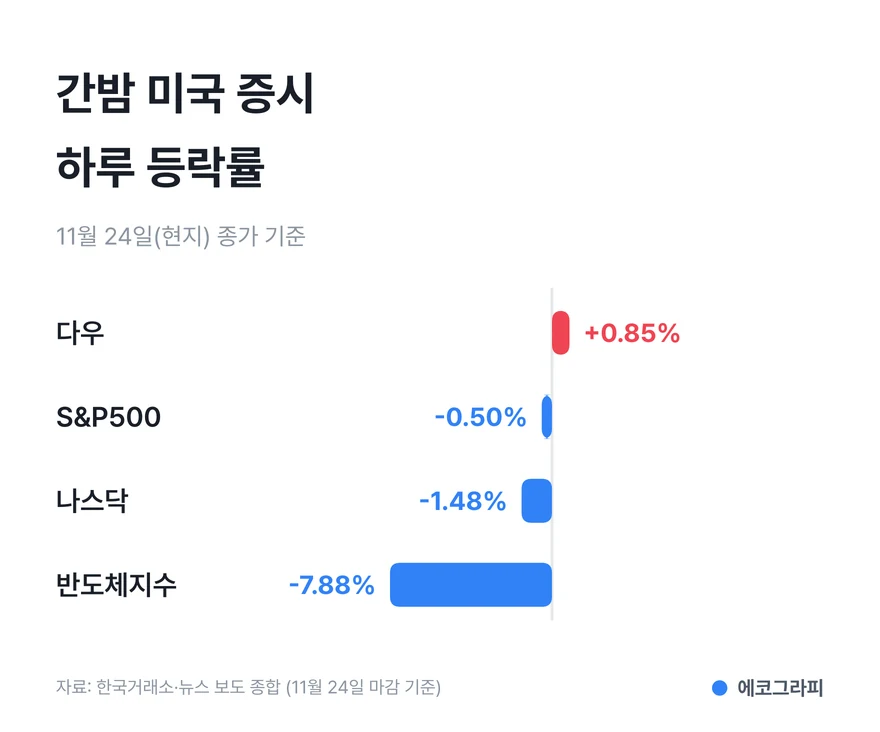 간밤 미국 증시
하루 등락률
11월 24일(현지) 종가 기준
다우
+0.85%
S&P500
-0.50%
나스닥
-1.48%
반도체지수
-7.88%
자료: 한국거래소·뉴스 보도 종합 (11월 24일 마감 기준)
에코그라피